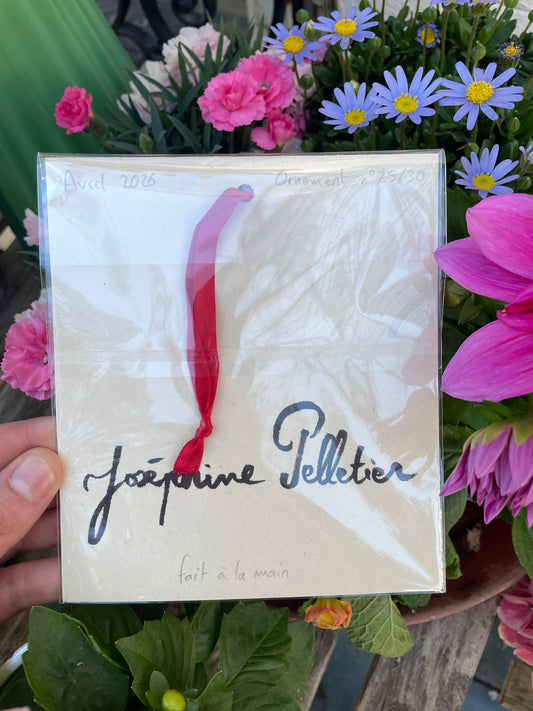 Avril 2026
Ornement n°25/30
Joséphine Pelletier
fait à la main